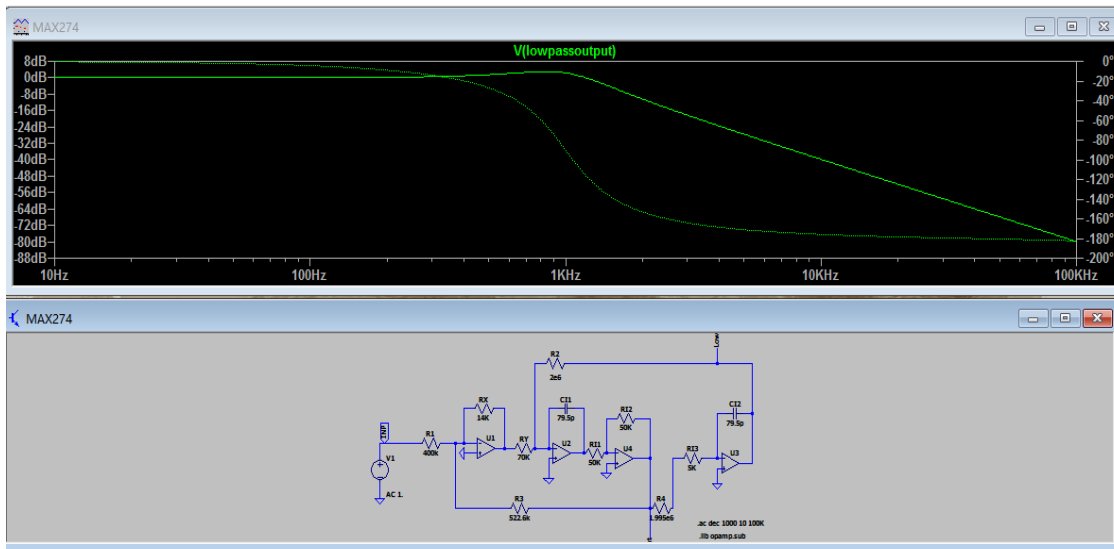 MAX274
V(lowpassoutput)
8dB
0dB
-8dB
-16dB
-24dB
-32dB
-40dB
-48dB
-56dB
-64dB
-72dB
-80dB
-88dB
0°
-20°
-40°
-60°
-80°
-100°
-120°
-140°
-160°
-180°
-200°
10Hz
100Hz
1KHz
10KHz
100KHz
MAX274
Low
R2
2e6
RX
14K
CI1
79.5p
RI2
50K
CI2
79.5p
INP
R1
400k
U1
RY
70K
U2
RI1
50K
U4
RI3
5K
U3
V1
AC 1.
R3
522.6k
R4
1.995e6
.ac dec 1000 10 100K
.lib opamp.sub